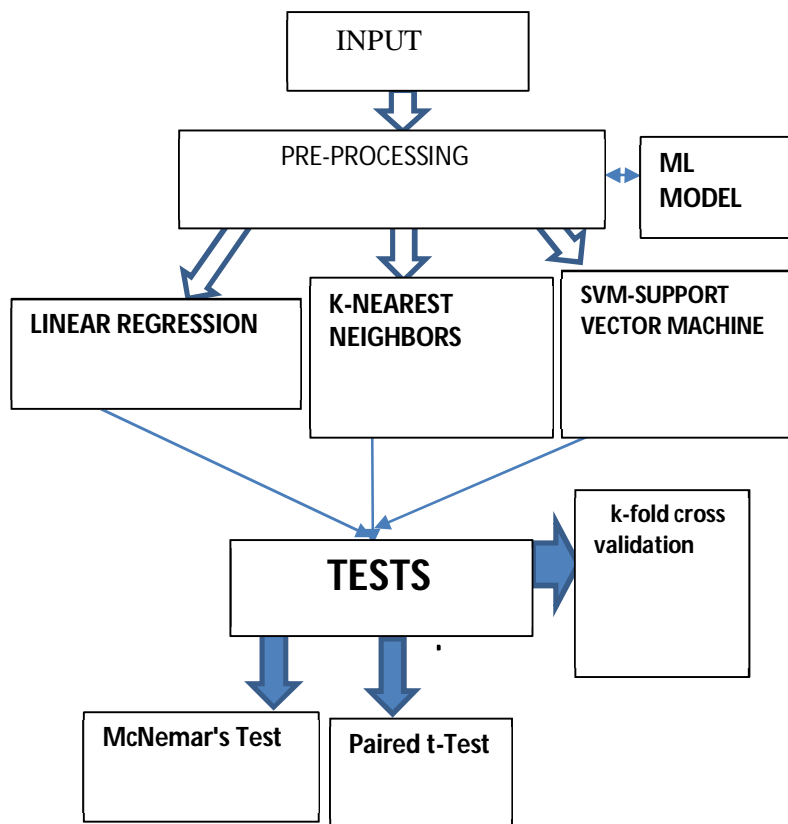 INPUT
PRE-PROCESSING
ML
MODEL
LINEAR REGRESSION
K-NEAREST
NEIGHBORS
SVM-SUPPORT
VECTOR MACHINE
k-fold cross
validation
TESTS
.
McNemar's Test
Paired t-Test